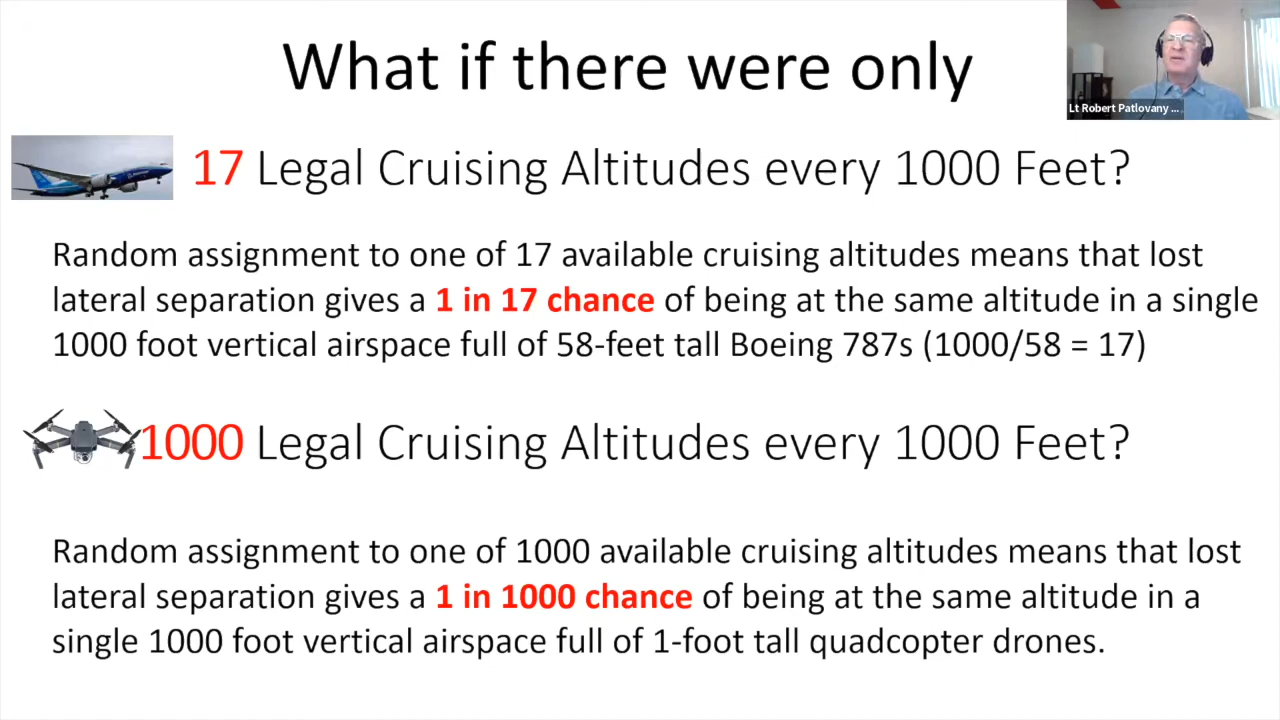 What if there were only
Lt Robert Patlovany ...
17 Legal Cruising Altitudes every 1000 Feet?
Random assignment to one of 17 available cruising altitudes means that lost
lateral separation gives a 1 in 17 chance of being at the same altitude in a single
1000 foot vertical airspace full of 58-feet tall Boeing 787s (1000/58 = 17)
1000 Legal Cruising Altitudes every 1000 Feet?
Random assignment to one of 1000 available cruising altitudes means that lost
lateral separation gives a 1 in 1000 chance of being at the same altitude in a
single 1000 foot vertical airspace full of 1-foot tall quadcopter drones.